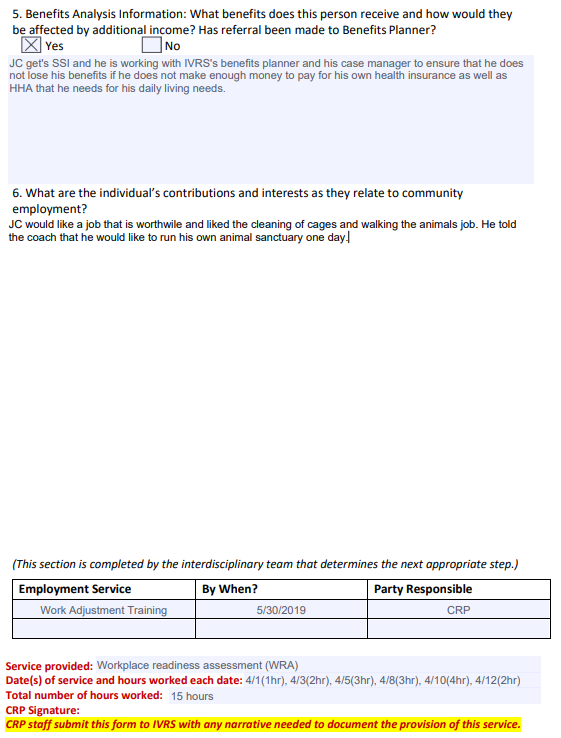 5. Benefits Analysis Information: What benefits does this person receive and how would they
be affected by additional income? Has referral been made to Benefits Planner?
Yes No
JC get's SSI and he is working with IVRS's benefits planner and his case manager to ensure that he does
not lose his benefits if he does not make enough money to pay for his own health insurance as well as
HHA that he needs for his daily living needs.
6. What are the individual's contributions and interests as they relate to community
employment?
JC would like a job that is worthwile and liked the cleaning of cages and walking the animals job. He told
the coach that he would like to run his own animal sanctuary one day.
(This section is completed by the interdisciplinary team that determines the next appropriate step.)
Employment Service By When? Party Responsible
Work Adjustment Training 5/30/2019 CRP
Service provided: Workplace readiness assessment (WRA)
Date(s) of service and hours worked each date: 4/1(1hr), 4/3(2hr), 4/5(3hr), 4/8(3hr), 4/10(4hr), 4/12(2hr)
Total number of hours worked: 15 hours
CRP Signature:
CRP staff submit this form to IVRS with any narrative needed to document the provision of this service.